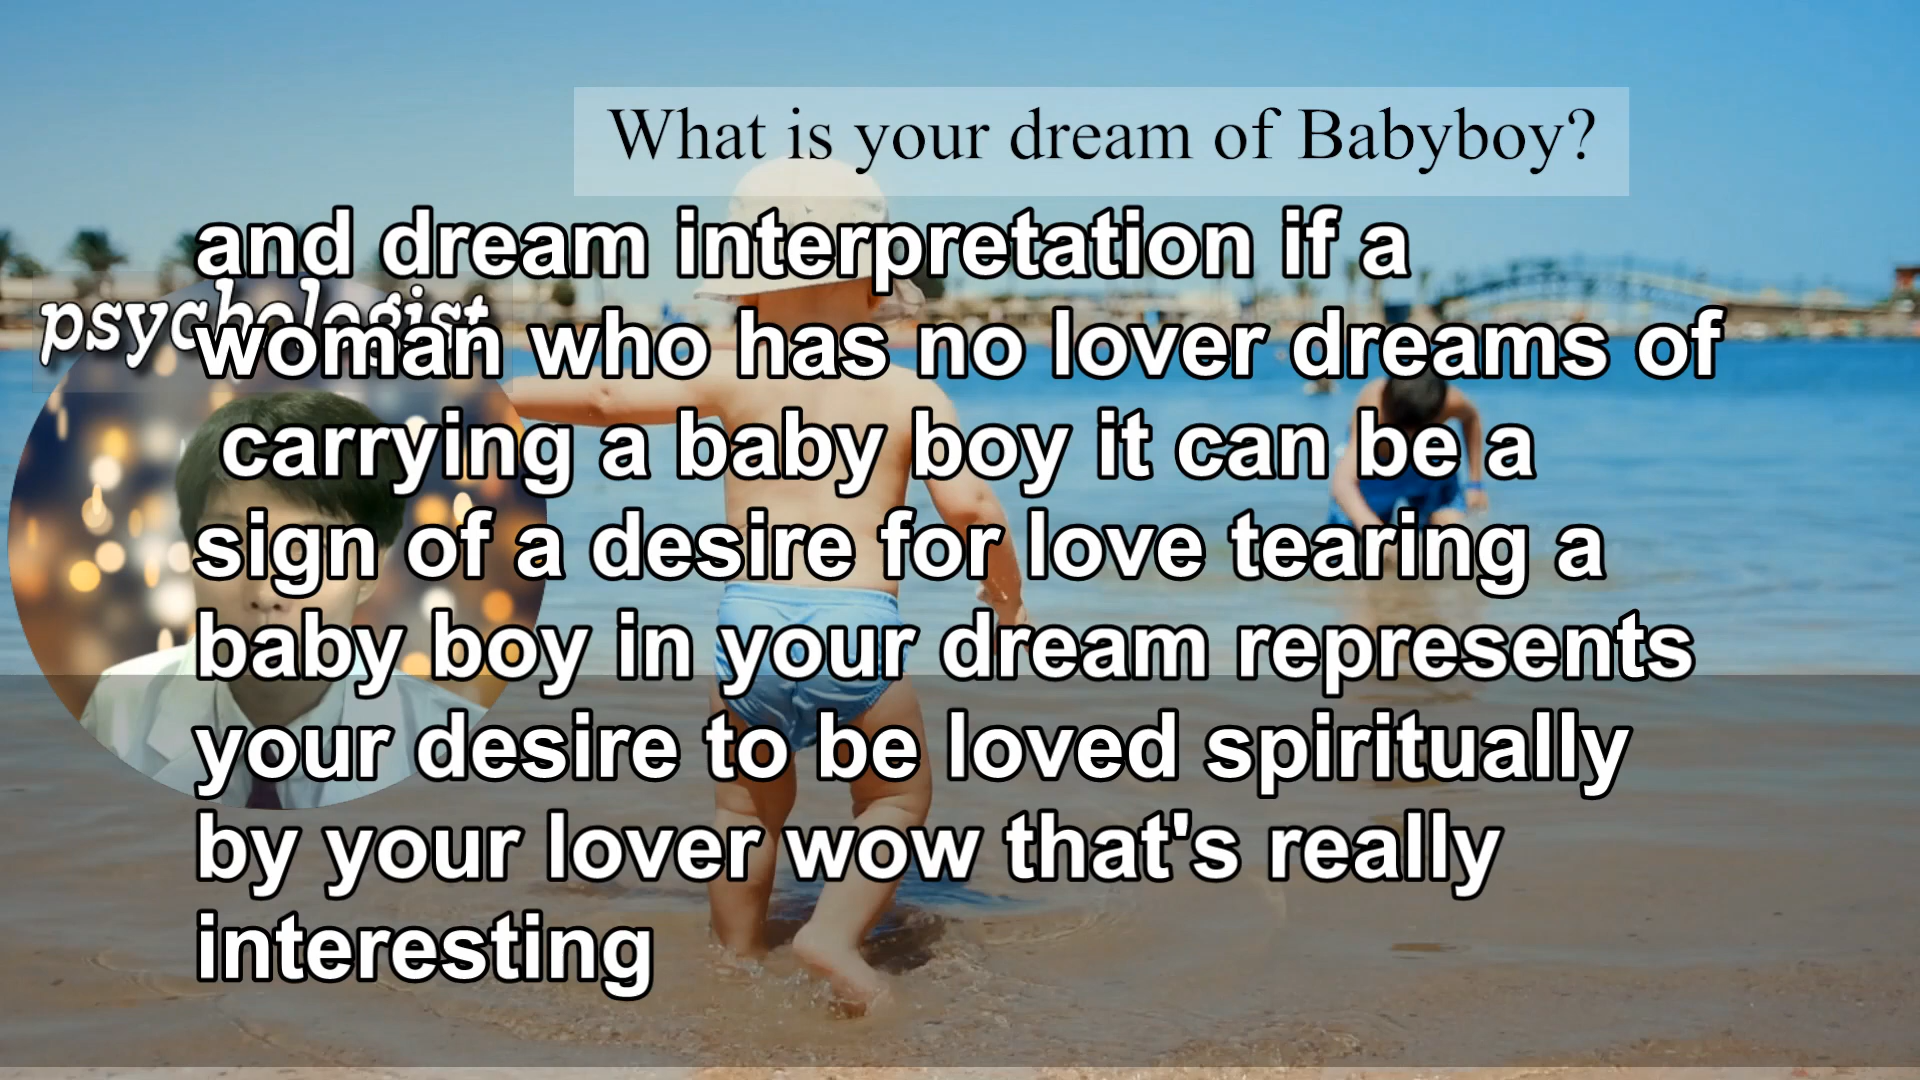 What is your dream of Babyboy?
and dream interpretation if a
psychologist
woman who has no lover dreams of
carrying a baby boy it can be a
sign of a desire for love tearing a
baby boy in your dream represents
your desire to be loved spiritually
by your lover wow that's really
interesting